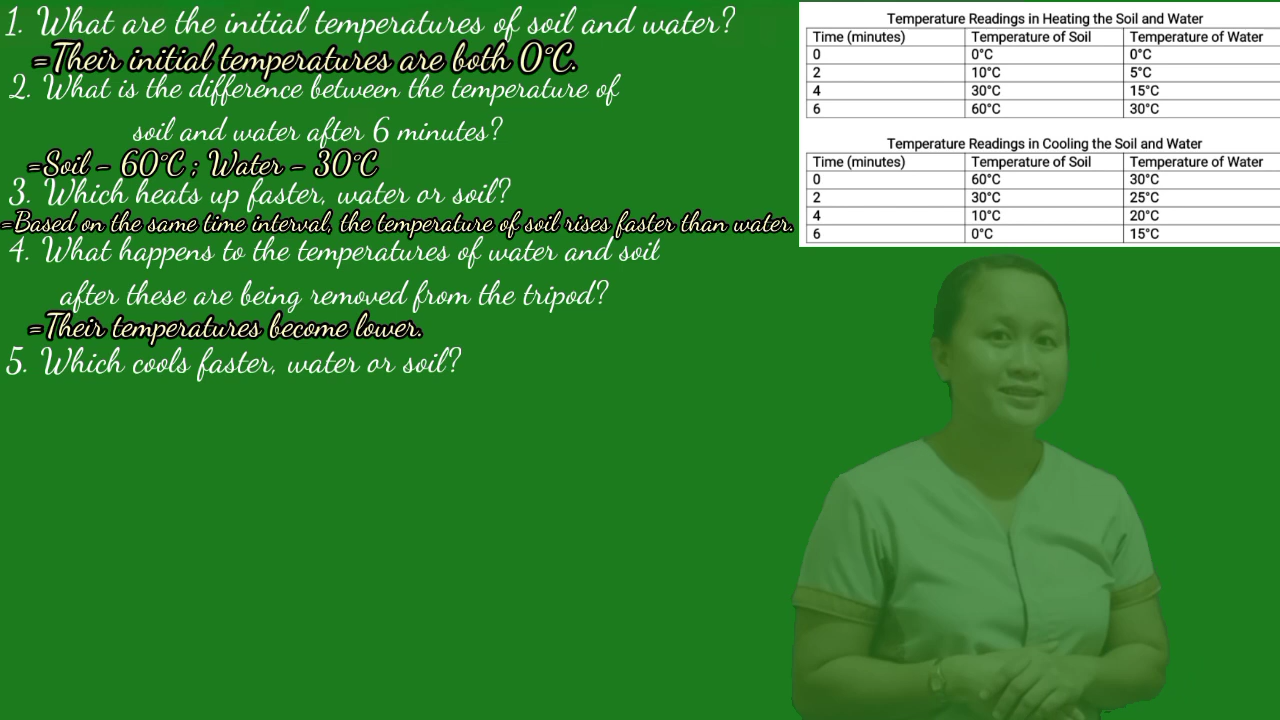 1. What are the initial temperatures of soil and water?
=Their initial temperatures are both 0°C.
2. What is the difference between the temperature of
soil and water after 6 minutes?
=Soil - 60°C ; Water - 30°C
3. Which heats up faster, water or soil?
=Based on the same time interval, the temperature of soil rises faster than water.
4. What happens to the temperatures of water and soil
after these are being removed from the tripod?
=Their temperatures become lower.
5. Which cools faster, water or soil?
Temperature Readings in Heating the Soil and Water
Time (minutes) Temperature of Soil Temperature of Water
0 0°C 0°C
2 10°C 5°C
4 30°C 15°C
6 60°C 30°C
Temperature Readings in Cooling the Soil and Water
Time (minutes) Temperature of Soil Temperature of Water
0 60°C 30°C
2 30°C 25°C
4 10°C 20°C
6 0°C 15°C